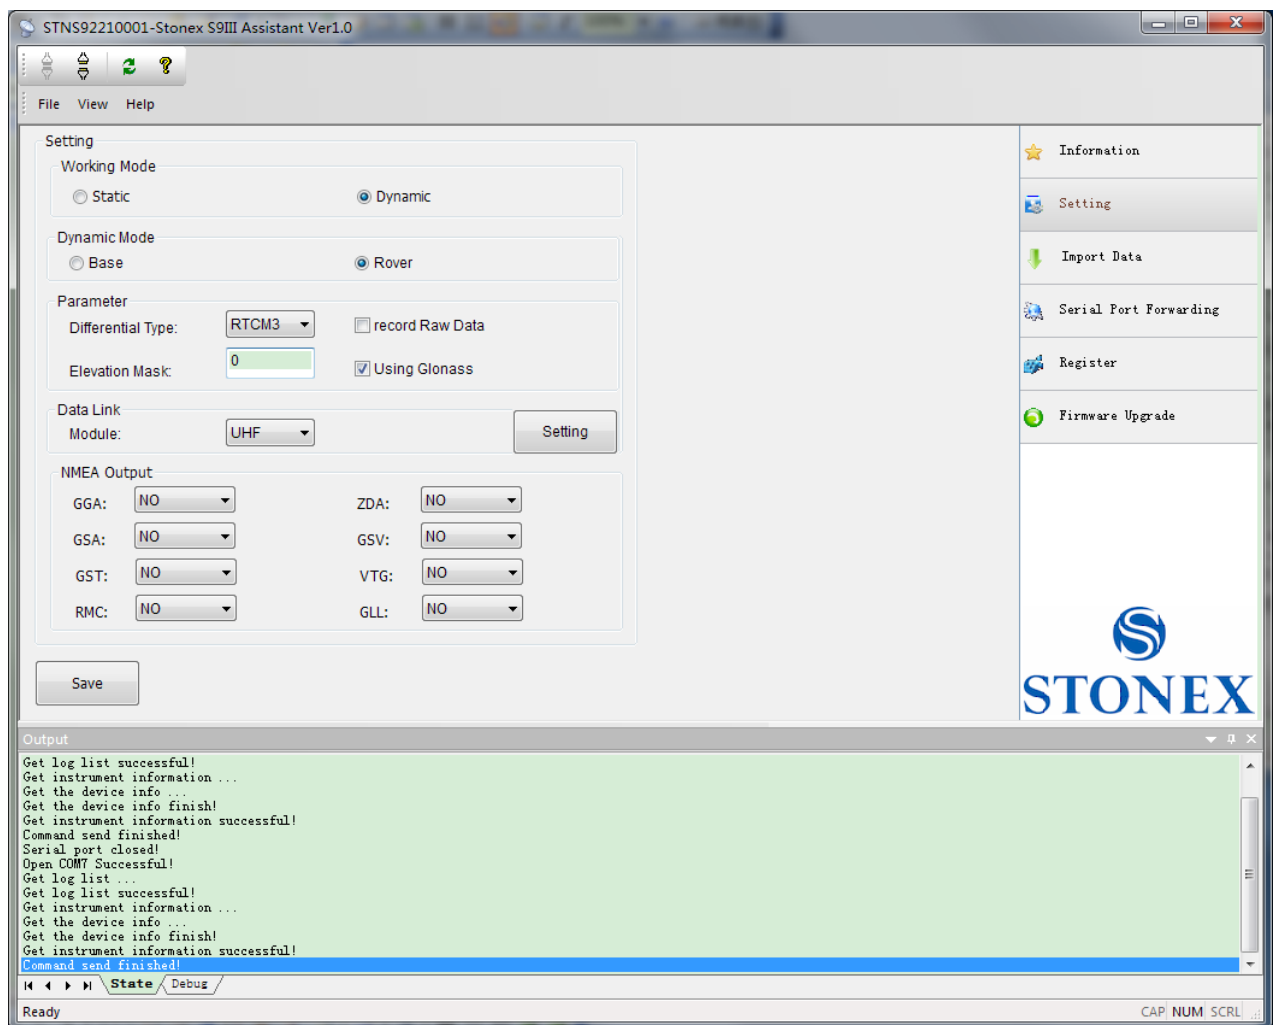 STNS92210001-Stonex S9III Assistant Ver1.0
File View Help
Setting
Working Mode
Static Dynamic
Dynamic Mode
Base Rover
Parameter
Differential Type: RTCM3 record Raw Data
Elevation Mask: 0 Using Glonass
Data Link
Module: UHF Setting
NMEA Output
GGA: NO ZDA: NO
GSA: NO GSV: NO
GST: NO VTG: NO
RMC: NO GLL: NO
Save
Information
Setting
Import Data
Serial Port Forwarding
Register
Firmware Upgrade
STONEX
Output
Get log list successful!
Get instrument information ...
Get the device info ...
Get the device info finish!
Get instrument information successful!
Command send finished!
Serial port closed!
Open COM7 Successful!
Get log list ...
Get log list successful!
Get instrument information ...
Get the device info ...
Get the device info finish!
Get instrument information successful!
Command send finished!
State Debug
Ready CAP NUM SCRL